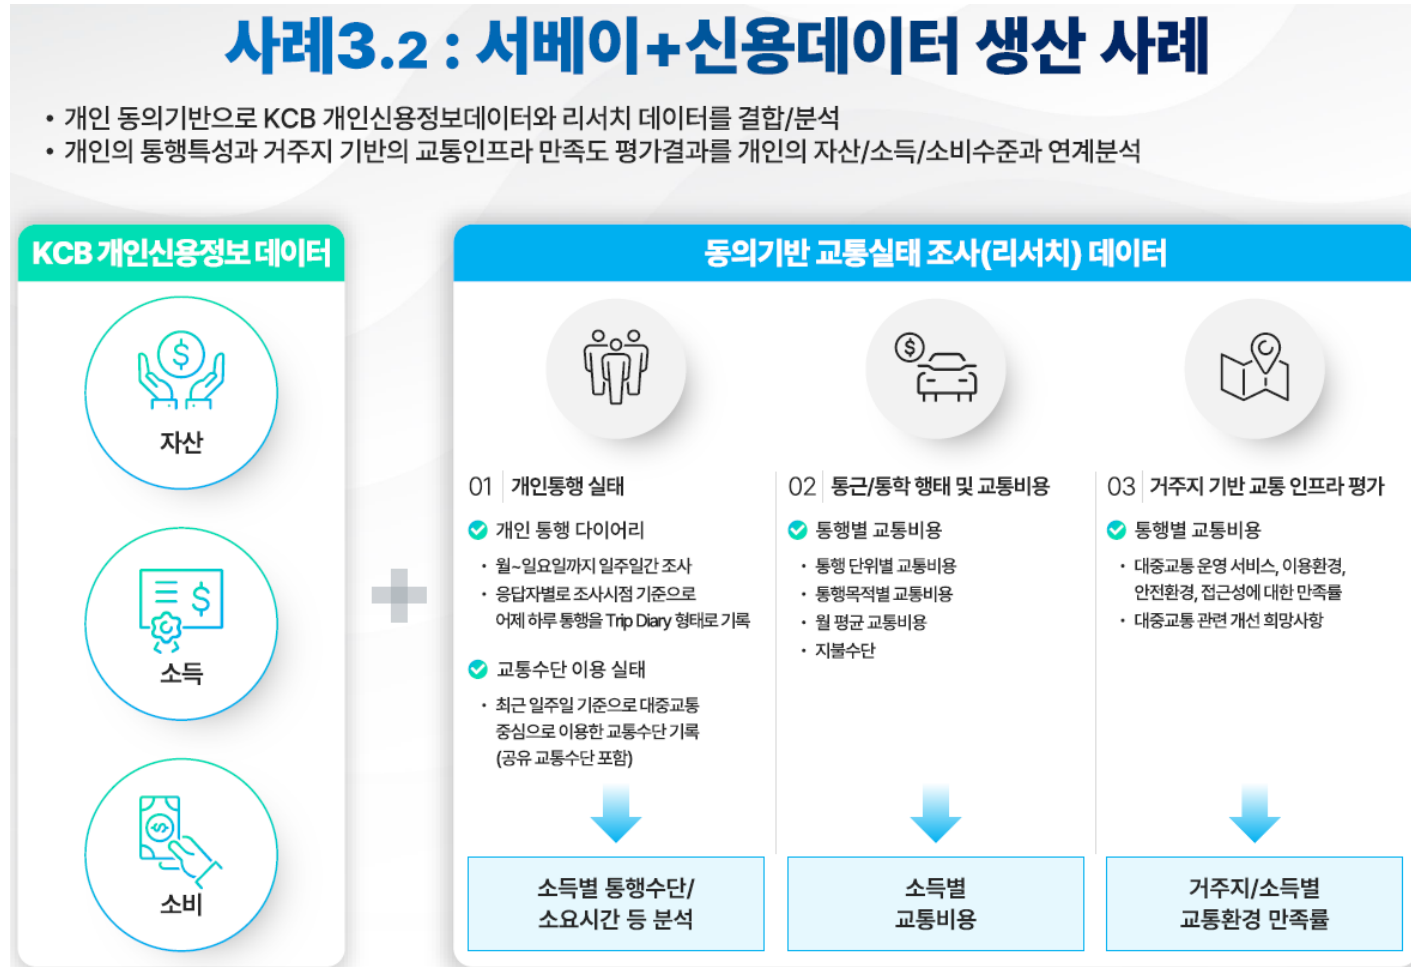 사례3.2 : 서베이+신용데이터 생산 사례
• 개인 동의기반으로 KCB 개인신용정보데이터와 리서치 데이터를 결합/분석
• 개인의 통행특성과 거주지 기반의 교통인프라 만족도 평가결과를 개인의 자산/소득/소비수준과 연계분석
KCB 개인신용정보 데이터
자산
소득
소비
동의기반 교통실태 조사(리서치) 데이터
01 개인통행 실태
개인 통행 다이어리
• 월~일요일까지 일주일간 조사
• 응답자별로 조사시점 기준으로
어제 하루 통행을 Trip Diary 형태로 기록
교통수단 이용 실태
• 최근 일주일 기준으로 대중교통
중심으로 이용한 교통수단 기록
(공유 교통수단 포함)
소득별 통행수단/
소요시간 등 분석
02 통근/통학 행태 및 교통비용
통행별 교통비용
• 통행 단위별 교통비용
• 통행목적별 교통비용
• 월 평균 교통비용
• 지불수단
소득별
교통비용
03 거주지 기반 교통 인프라 평가
통행별 교통비용
• 대중교통 운영 서비스, 이용환경,
안전환경, 접근성에 대한 만족률
• 대중교통 관련 개선 희망사항
거주지/소득별
교통환경 만족률